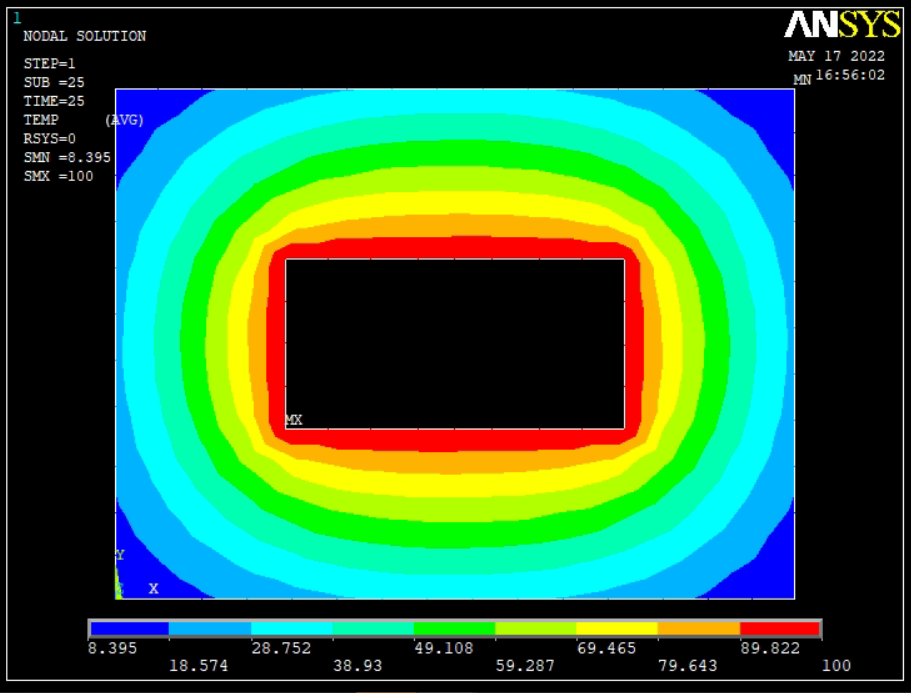 1
ANSYS
NODAL SOLUTION
MAY 17 2022
STEP=1
16:56:02
SUB =25
MN
TIME=25
TEMP (AVG)
RSYS=0
SMN =8.395
SMX =100
MX
Y
X
8.395 28.752 49.108 69.465 89.822
18.574 38.93 59.287 79.643 100